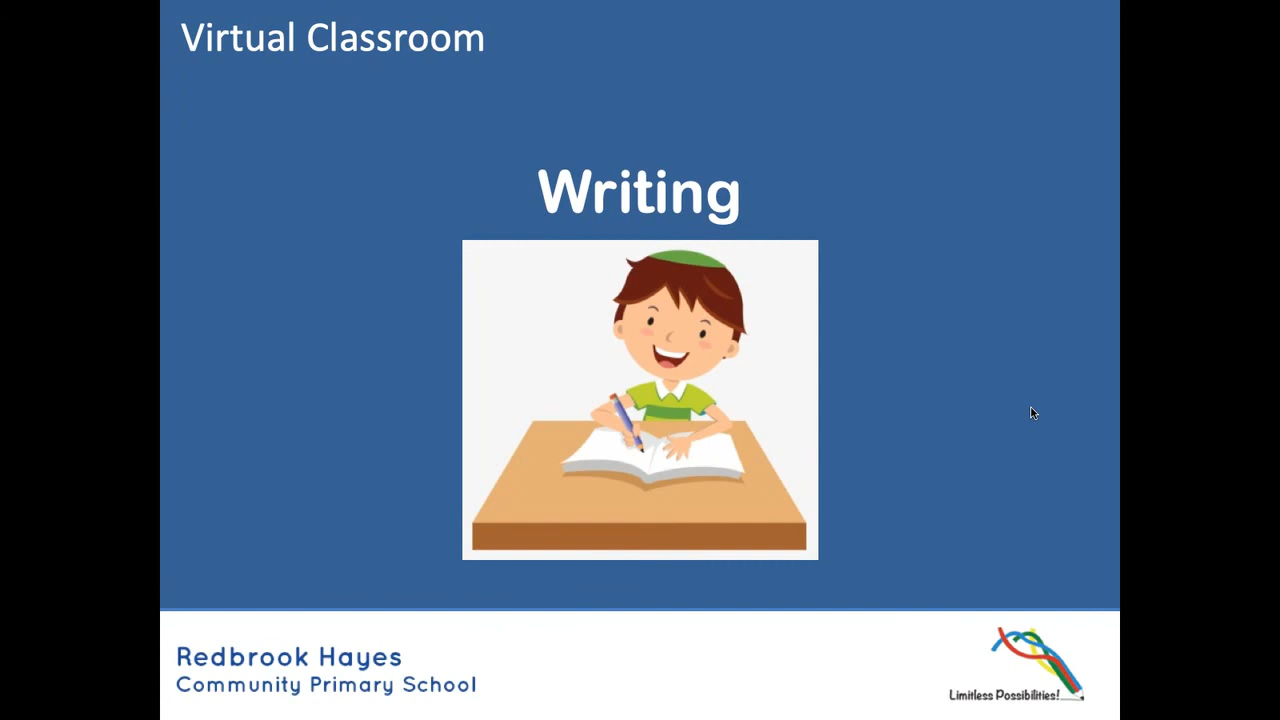 Virtual Classroom
Writing
Redbrook Hayes
Community Primary School
Limitless Possibilities!